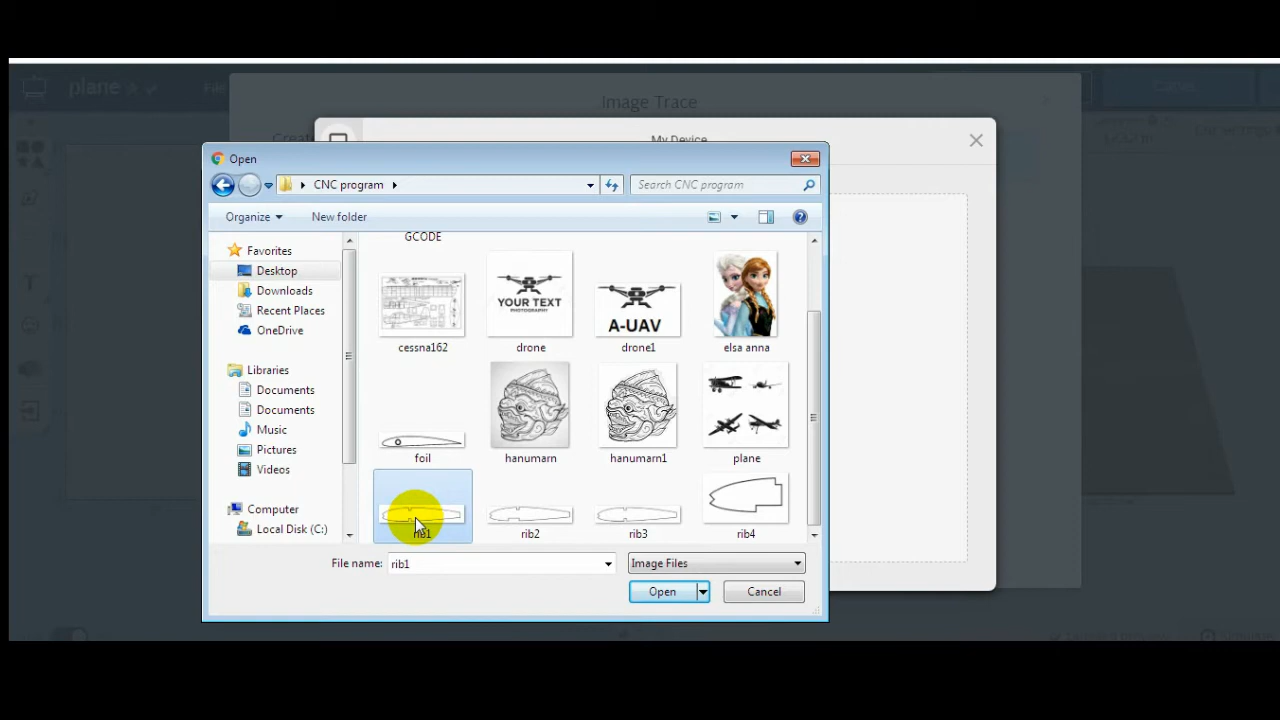 plane
File
Image Trace
My Device
Open
CNC program
Search CNC program
Organize
New folder
Favorites
Desktop
Downloads
Recent Places
OneDrive
Libraries
Documents
Documents
Music
Pictures
Videos
Computer
Local Disk (C:)
GCODE
cessna162
YOUR TEXT
PHOTOGRAPHY
drone
A-UAV
drone1
elsa anna
foil
hanumarn
hanumarn1
plane
rib1
rib2
rib3
rib4
File name:
rib1
Image Files
Open
Cancel